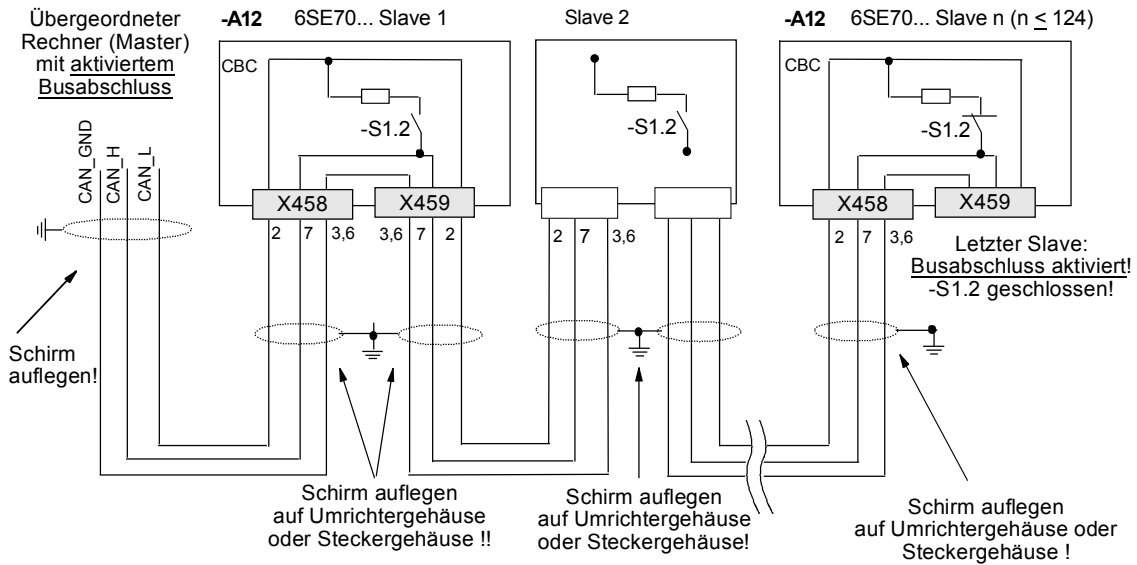 Übergeordneter
Rechner (Master)
mit aktiviertem
Busabschluss
-A12 6SE70... Slave 1
Slave 2
-A12 6SE70... Slave n (n ≤ 124)
CBC
-S1.2
-S1.2
CBC
-S1.2
CAN_GND
CAN_H
CAN_L
X458
X459
X458
X459
2 7 3,6
3,6 7 2
2 7 3,6
2 7 3,6
Letzter Slave:
Busabschluss aktiviert!
-S1.2 geschlossen!
Schirm
auflegen!
Schirm auflegen
auf Umrichtergehäuse
oder Steckergehäuse !!
Schirm auflegen
auf Umrichtergehäuse
oder Steckergehäuse!
Schirm auflegen
auf Umrichtergehäuse oder
Steckergehäuse !